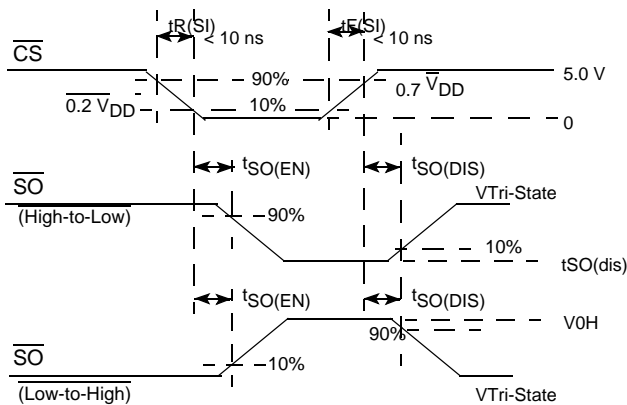 tR(SI) tF(SI)
< 10 ns < 10 ns
CS
90% 5.0 V
0.2 VDD 10% 0.7 VDD
0
tSO(EN) tSO(DIS)
SO VTri-State
(High-to-Low) 90%
10%
tSO(dis)
tSO(EN) tSO(DIS)
V0H
90%
SO 10%
(Low-to-High) VTri-State